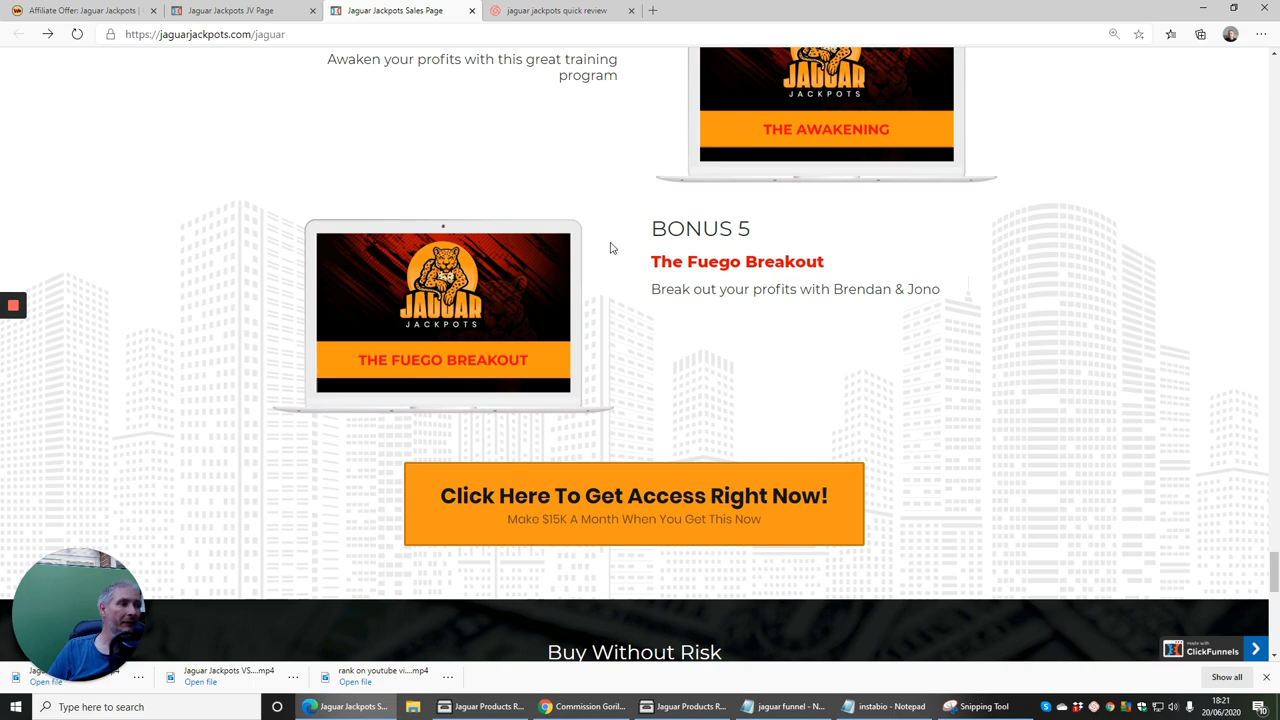 Affiliate Offer: Jaguar Jackpots | C
Jaguar Jackpots JV Page
Jaguar Jackpots Sales Page
jaguar jackpots quick review
https://jaguarjackpots.com/jaguar
Awaken your profits with this great training
program
JAGUAR
JACKPOTS
THE AWAKENING
BONUS 5
The Fuego Breakout
Break out your profits with Brendan & Jono
JAGUAR
JACKPOTS
THE FUEGO BREAKOUT
Click Here To Get Access Right Now!
Make $15K A Month When You Get This Now
Buy Without Risk
made with
ClickFunnels
Open file
Jaguar Jackpots VS....mp4
Open file
rank on youtube vi....mp4
Open file
Show all
Type here to search
Jaguar Jackpots S...
Jaguar Products R...
Commission Goril...
Jaguar Products R...
jaguar funnel - N...
instabio - Notepad
Snipping Tool
18:21
20/06/2020